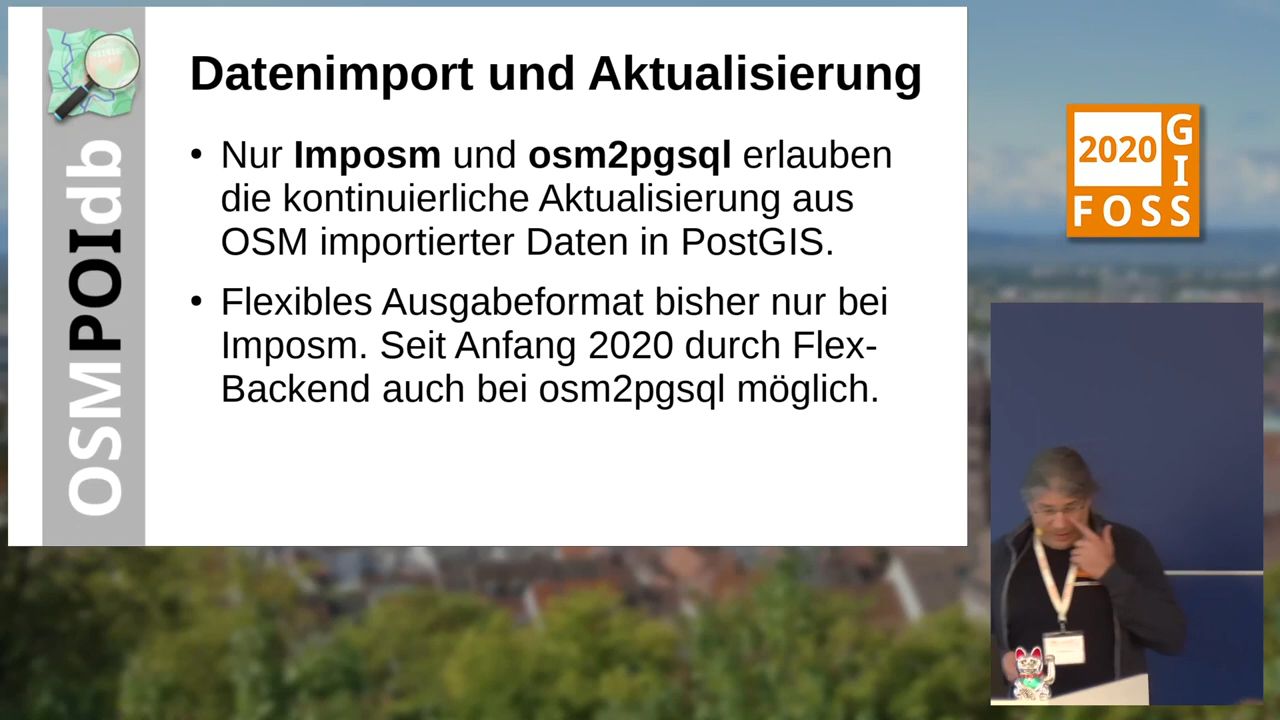 OSMPOIdb
Datenimport und Aktualisierung
• Nur Imposm und osm2pgsql erlauben
die kontinuierliche Aktualisierung aus
OSM importierter Daten in PostGIS.
• Flexibles Ausgabeformat bisher nur bei
Imposm. Seit Anfang 2020 durch Flex-
Backend auch bei osm2pgsql möglich.
2020
GIS
FOSS